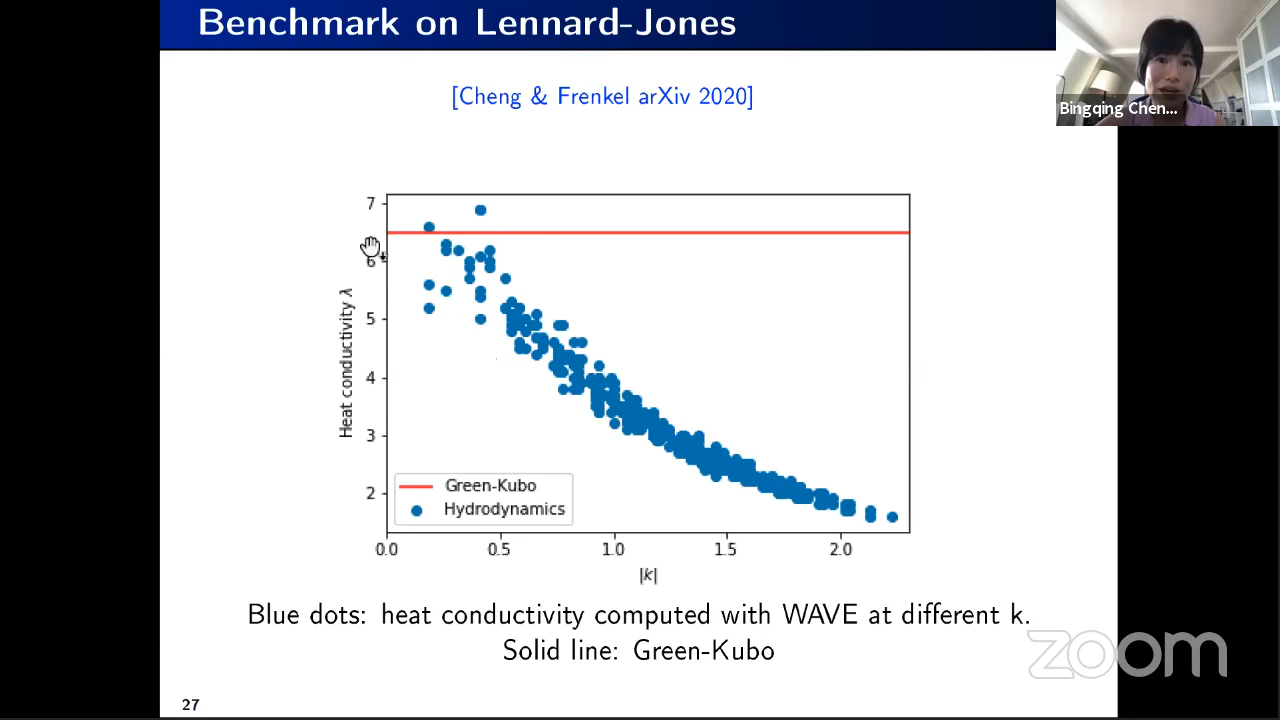 Benchmark on Lennard-Jones
Bingqing Chen...
[Cheng & Frenkel arXiv 2020]
7
6
5
4
3
2
Heat conductivity λ
Green-Kubo
Hydrodynamics
0.0 0.5 1.0 1.5 2.0
|k|
Blue dots: heat conductivity computed with WAVE at different k.
Solid line: Green-Kubo
zoom
27